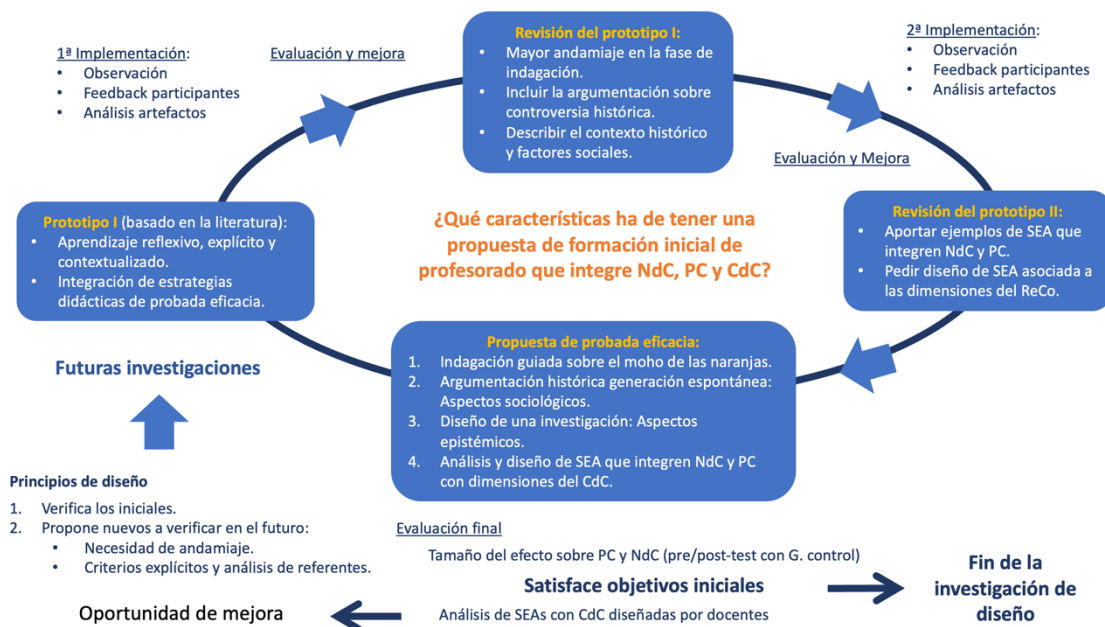 1ª Implementación:
• Observación
• Feedback participantes
• Análisis artefactos
Evaluación y mejora
Revisión del prototipo I:
• Mayor andamiaje en la fase de
indagación.
• Incluir la argumentación sobre
controversia histórica.
• Describir el contexto histórico
y factores sociales.
2ª Implementación:
• Observación
• Feedback participantes
• Análisis artefactos
Evaluación y Mejora
Prototipo I (basado en la literatura):
• Aprendizaje reflexivo, explícito y
contextualizado.
• Integración de estrategias
didácticas de probada eficacia.
¿Qué características ha de tener una
propuesta de formación inicial de
profesorado que integre NdC, PC y CdC?
Revisión del prototipo II:
• Aportar ejemplos de SEA que
integren NdC y PC.
• Pedir diseño de SEA asociada a
las dimensiones del ReCo.
Propuesta de probada eficacia:
1. Indagación guiada sobre el moho de las naranjas.
2. Argumentación histórica generación espontánea:
Aspectos sociológicos.
3. Diseño de una investigación: Aspectos
epistémicos.
4. Análisis y diseño de SEA que integren NdC y PC
con dimensiones del CdC.
Futuras investigaciones
Principios de diseño
1. Verifica los iniciales.
2. Propone nuevos a verificar en el futuro:
• Necesidad de andamiaje.
• Criterios explícitos y análisis de referentes.
Oportunidad de mejora
Evaluación final
Tamaño del efecto sobre PC y NdC (pre/post-test con G. control)
Satisface objetivos iniciales
Análisis de SEAs con CdC diseñadas por docentes
Fin de la
investigación de
diseño